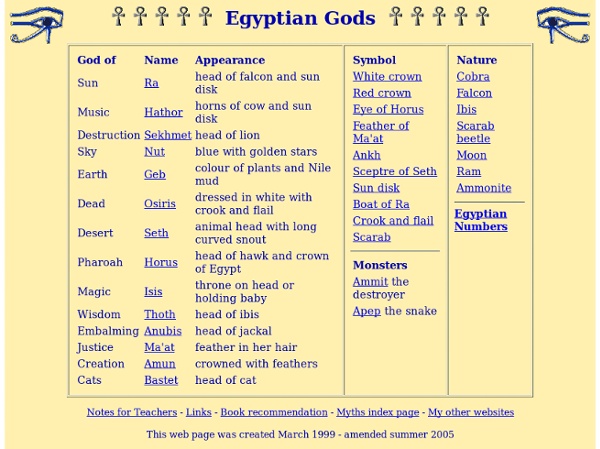 Egyptian Gods
God of Name Appearance
Sun Ra head of falcon and sun
disk
Music Hathor horns of cow and sun
disk
Destruction Sekhmet head of lion
Sky Nut blue with golden stars
Earth Geb colour of plants and Nile
mud
Dead Osiris dressed in white with
crook and flail
Desert Seth animal head with long
curved snout
Pharoah Horus head of hawk and crown
of Egypt
Magic Isis throne on head or
holding baby
Wisdom Thoth head of ibis
Embalming Anubis head of jackal
Justice Ma'at feather in her hair
Creation Amun crowned with feathers
Cats Bastet head of cat
Symbol
White crown
Red crown
Eye of Horus
Feather of
Ma'at
Ankh
Sceptre of Seth
Sun disk
Boat of Ra
Crook and flail
Scarab
Monsters
Ammit the
destroyer
Apep the snake
Nature
Cobra
Falcon
Ibis
Scarab
beetle
Moon
Ram
Ammonite
Egyptian
Numbers
Notes for Teachers - Links - Book recommendation - Myths index page - My other websites
This web page was created March 1999 - amended summer 2005